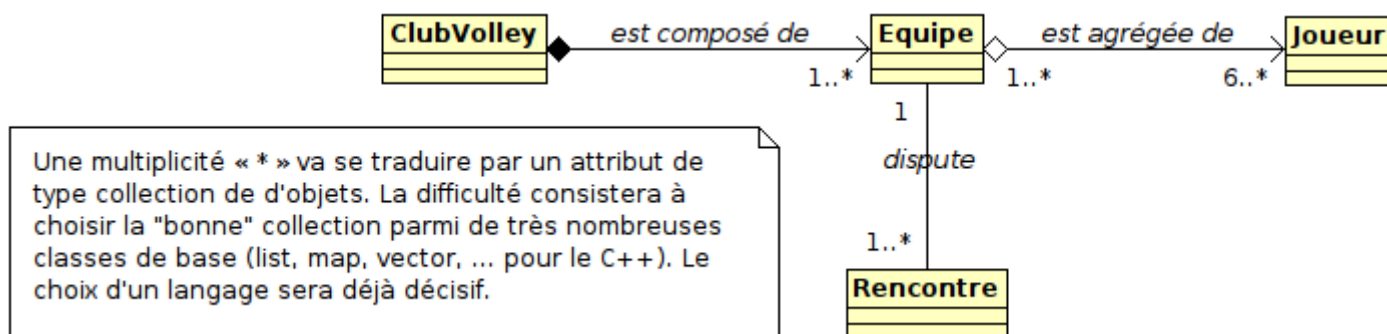 ClubVolley
est composé de
1..*
Equipe
1..*
est agrégée de
6..*
Joueur
1
dispute
1..*
Rencontre
Une multiplicité « * » va se traduire par un attribut de
type collection de d'objets. La difficulté consistera à
choisir la "bonne" collection parmi de très nombreuses
classes de base (list, map, vector, ... pour le C++). Le
choix d'un langage sera déjà décisif.